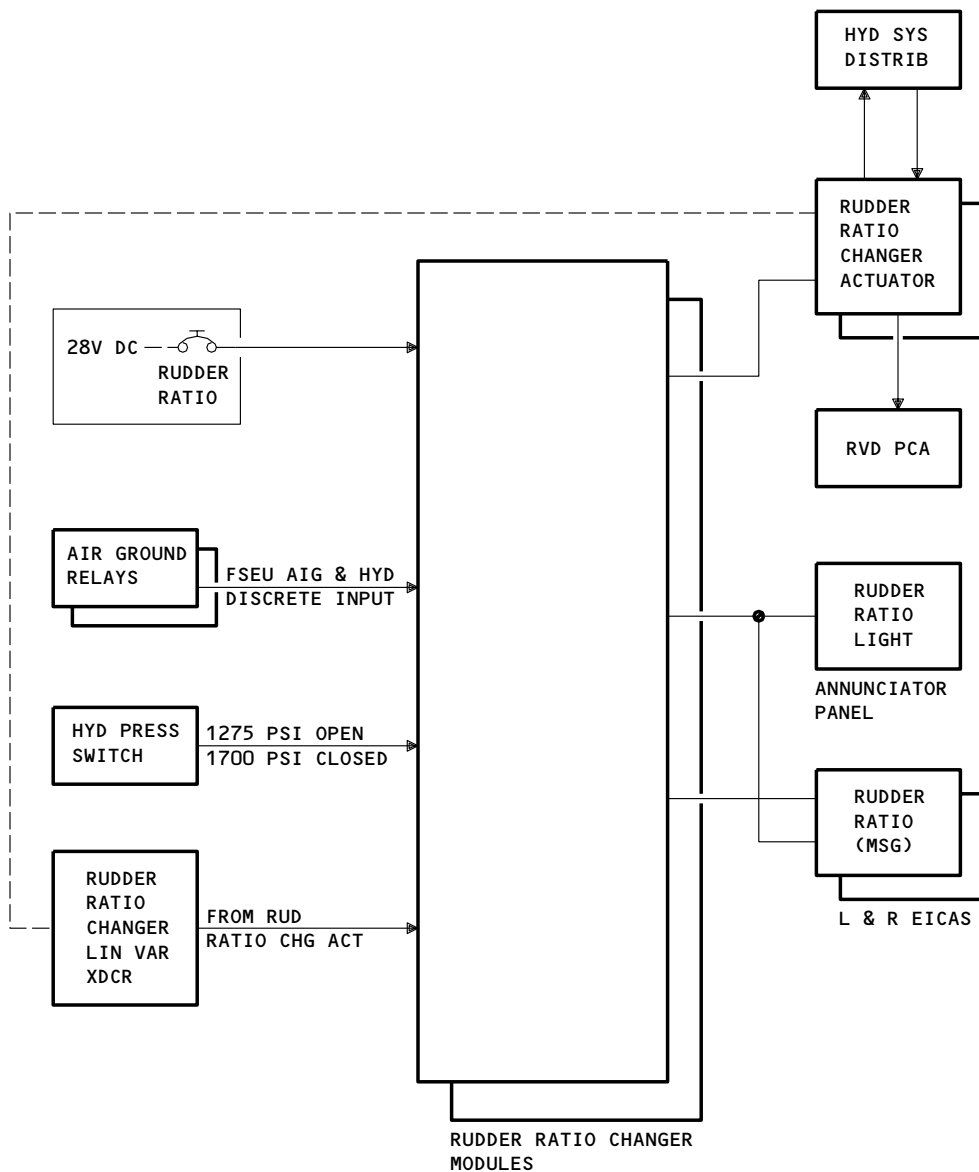 HYD SYS
DISTRIB
RUDDER
RATIO
CHANGER
ACTUATOR
28V DC
RUDDER
RATIO
RVD PCA
AIR GROUND
RELAYS
FSEU AIG & HYD
DISCRETE INPUT
RUDDER
RATIO
LIGHT
ANNUNCIATOR
PANEL
HYD PRESS
SWITCH
1275 PSI OPEN
1700 PSI CLOSED
RUDDER
RATIO
(MSG)
L & R EICAS
RUDDER
RATIO
CHANGER
LIN VAR
XDCR
FROM RUD
RATIO CHG ACT
RUDDER RATIO CHANGER
MODULES